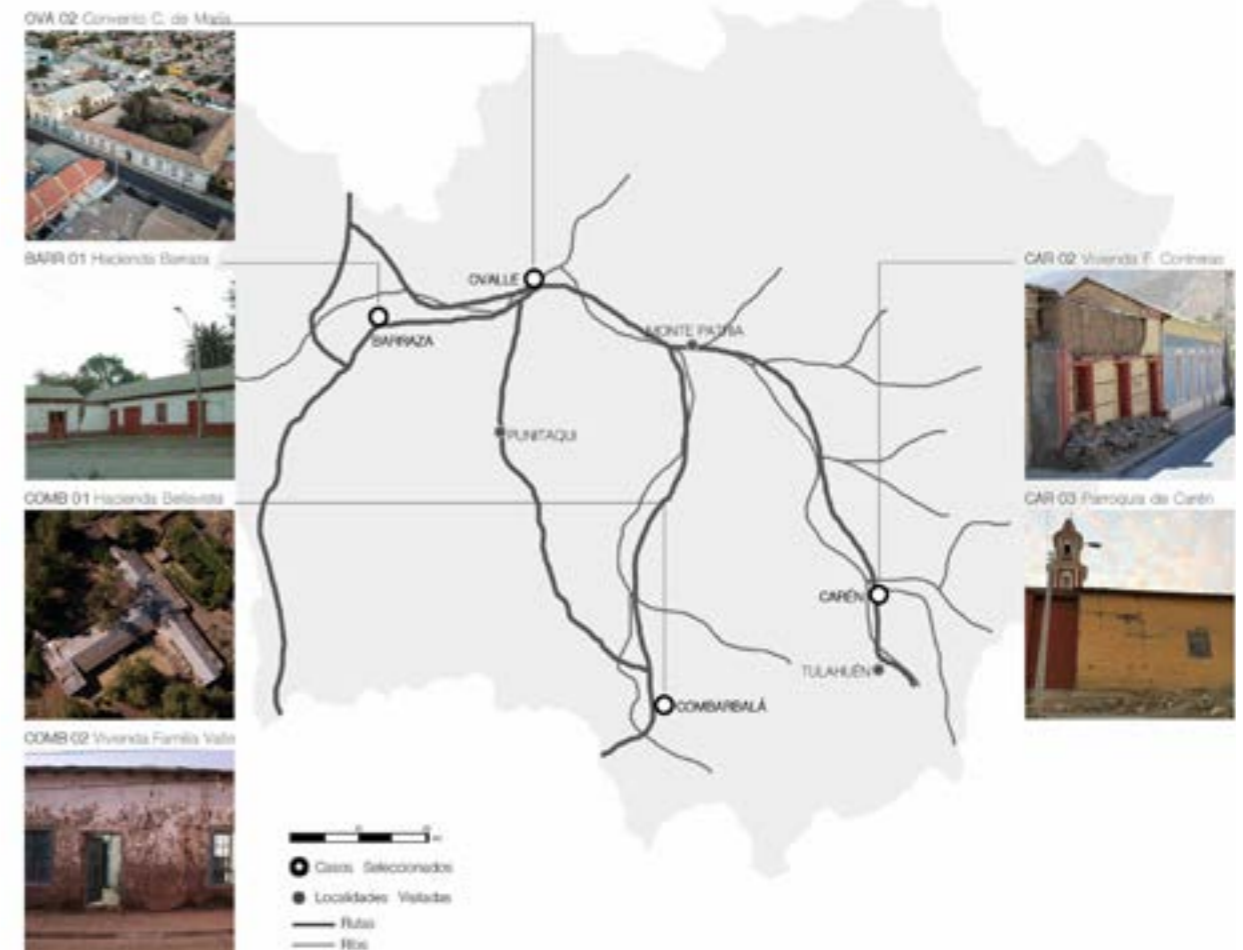 OVA 02 Convento C. de María
BARR 01 Hacienda Barraza
COMB 01 Hacienda Bellavista
COMB 02 Vivienda Familia Valle
CAR 02 Vivienda F. Contreras
CAR 03 Parroquia de Carén
OVALLE
BARRAZA
MONTE PATRIA
PUNITAQUI
CARÉN
TULAHUÉN
COMBARBALÁ
Casos Seleccionados
Localidades Visitadas
Rutas
Ríos